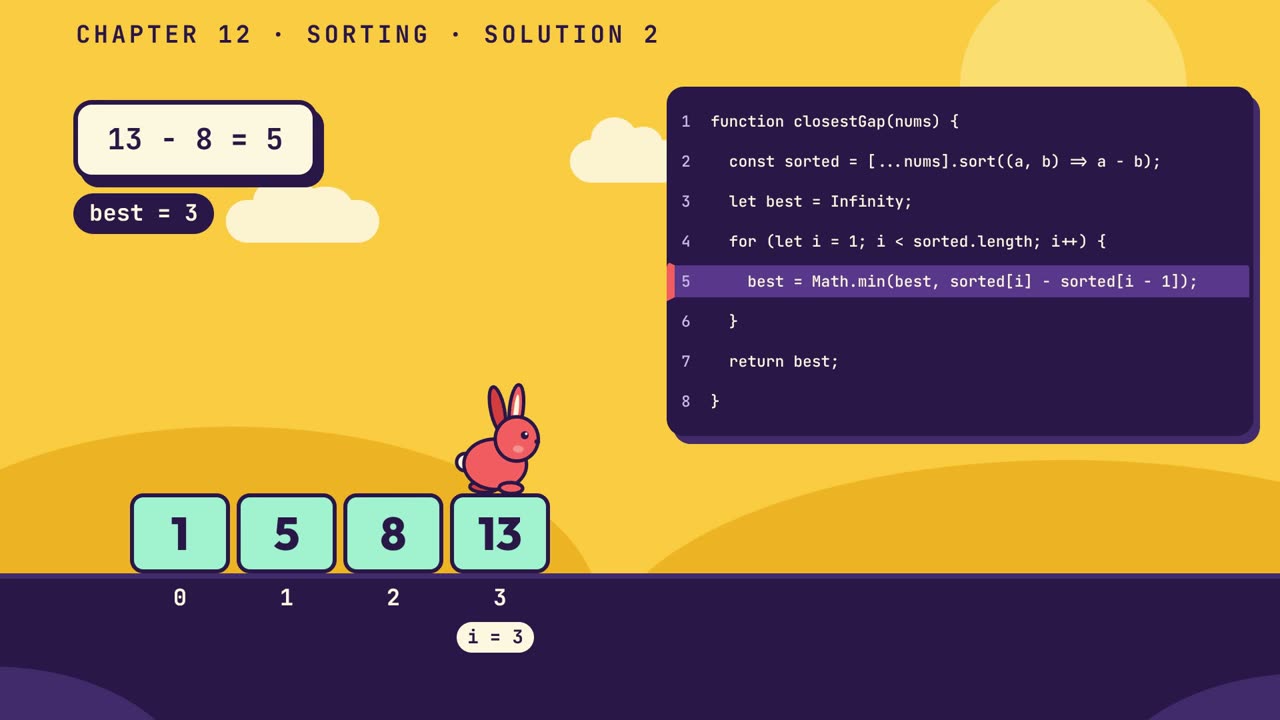 CHAPTER 12 · SORTING · SOLUTION 2
13 - 8 = 5
best = 3
1 function closestGap(nums) {
2 const sorted = [...nums].sort((a, b) => a - b);
3 let best = Infinity;
4 for (let i = 1; i < sorted.length; i++) {
5 best = Math.min(best, sorted[i] - sorted[i - 1]);
6 }
7 return best;
8 }
1 5 8 13
0 1 2 3
i = 3